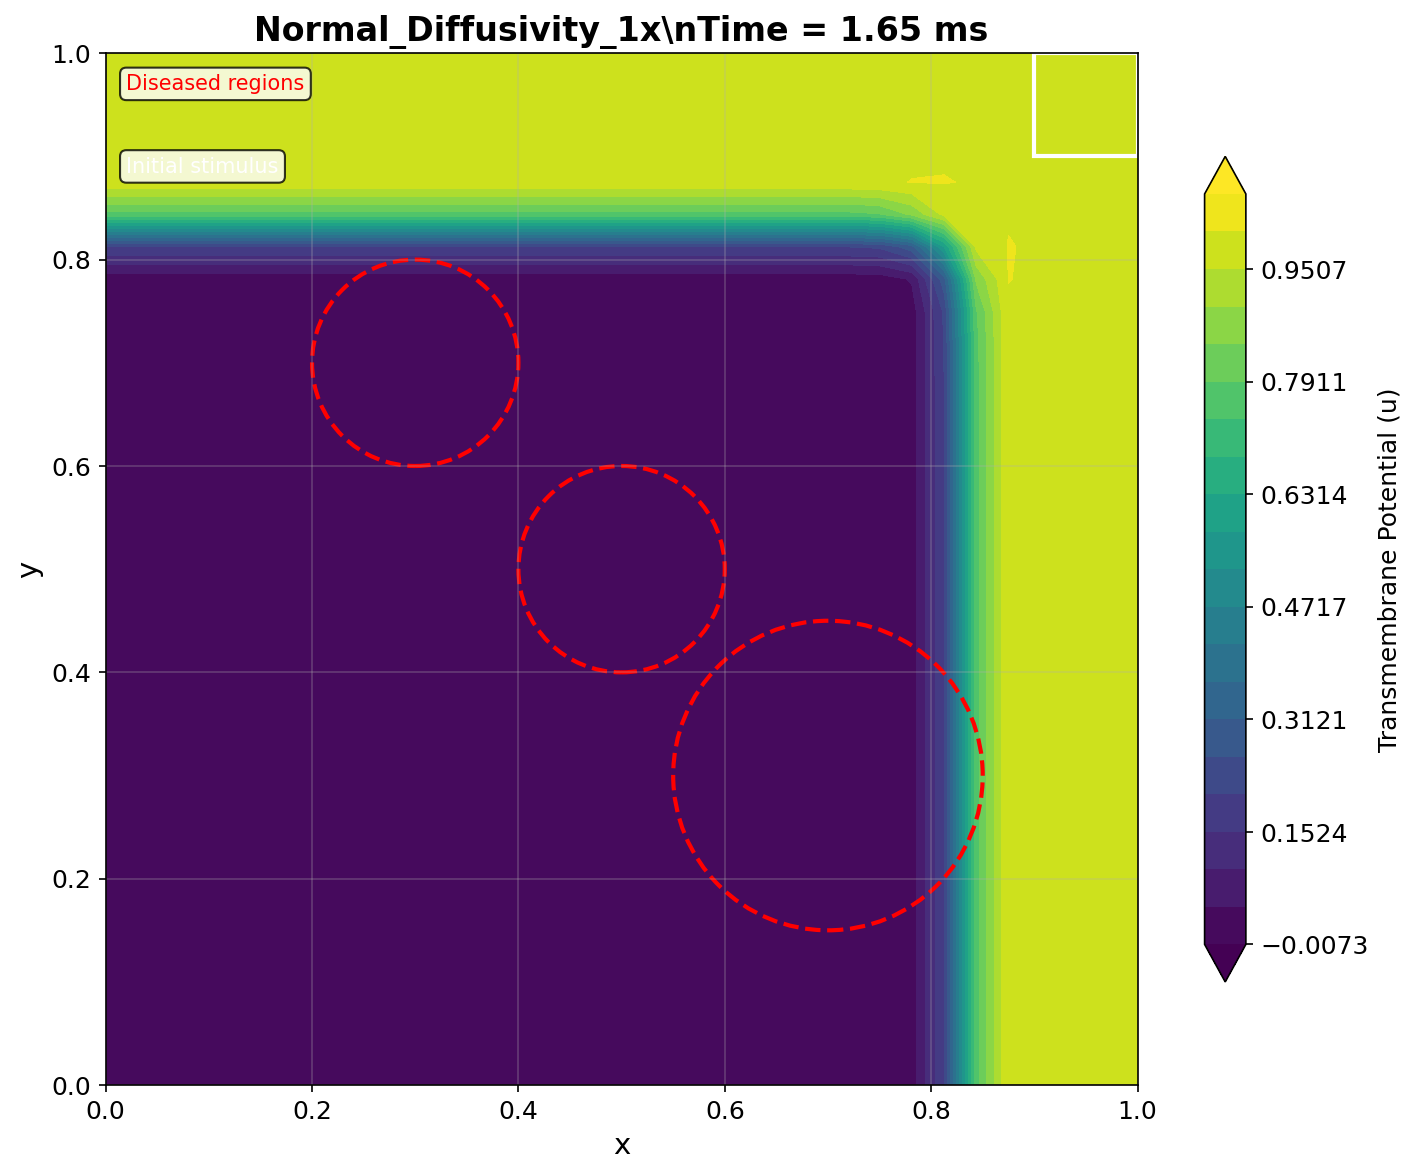 Normal_Diffusivity_1x\nTime = 1.65 ms
Diseased regions
Initial stimulus
1.0
0.8
0.6
0.4
0.2
0.0
y
0.0 0.2 0.4 0.6 0.8 1.0
x
0.9507
0.7911
0.6314
0.4717
0.3121
0.1524
−0.0073
Transmembrane Potential (u)